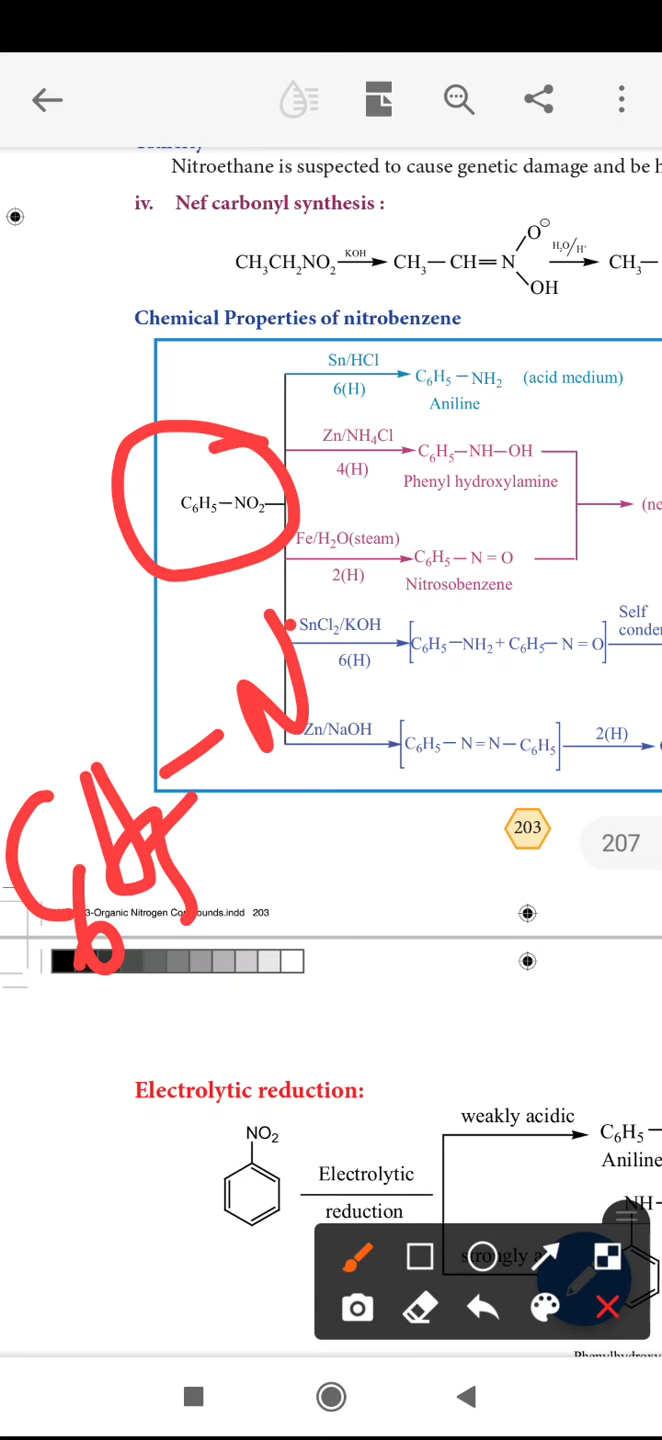 Nitroethane is suspected to cause genetic damage and be h
iv. Nef carbonyl synthesis :
CH₃CH₂NO₂ KOH CH₃ — CH = N O⊖ OH H₂O/H⁺ CH₃ —
Chemical Properties of nitrobenzene
Sn/HCl
6(H)
C₆H₅ — NH₂ (acid medium)
Aniline
Zn/NH₄Cl
4(H)
C₆H₅—NH—OH
Phenyl hydroxylamine
(ne
C₆H₅—NO₂
Fe/H₂O(steam)
2(H)
C₆H₅ — N = O
Nitrosobenzene
SnCl₂/KOH
6(H)
[C₆H₅—NH₂ + C₆H₅— N = O]
Self
conde
Zn/NaOH
[C₆H₅ — N=N — C₆H₅]
2(H)
C₆H₅ - N
203
207
3-Organic Nitrogen Co ounds.indd 203
Electrolytic reduction:
NO₂
Electrolytic
reduction
weakly acidic
C₆H₅ —
Aniline
NH-
strongly a